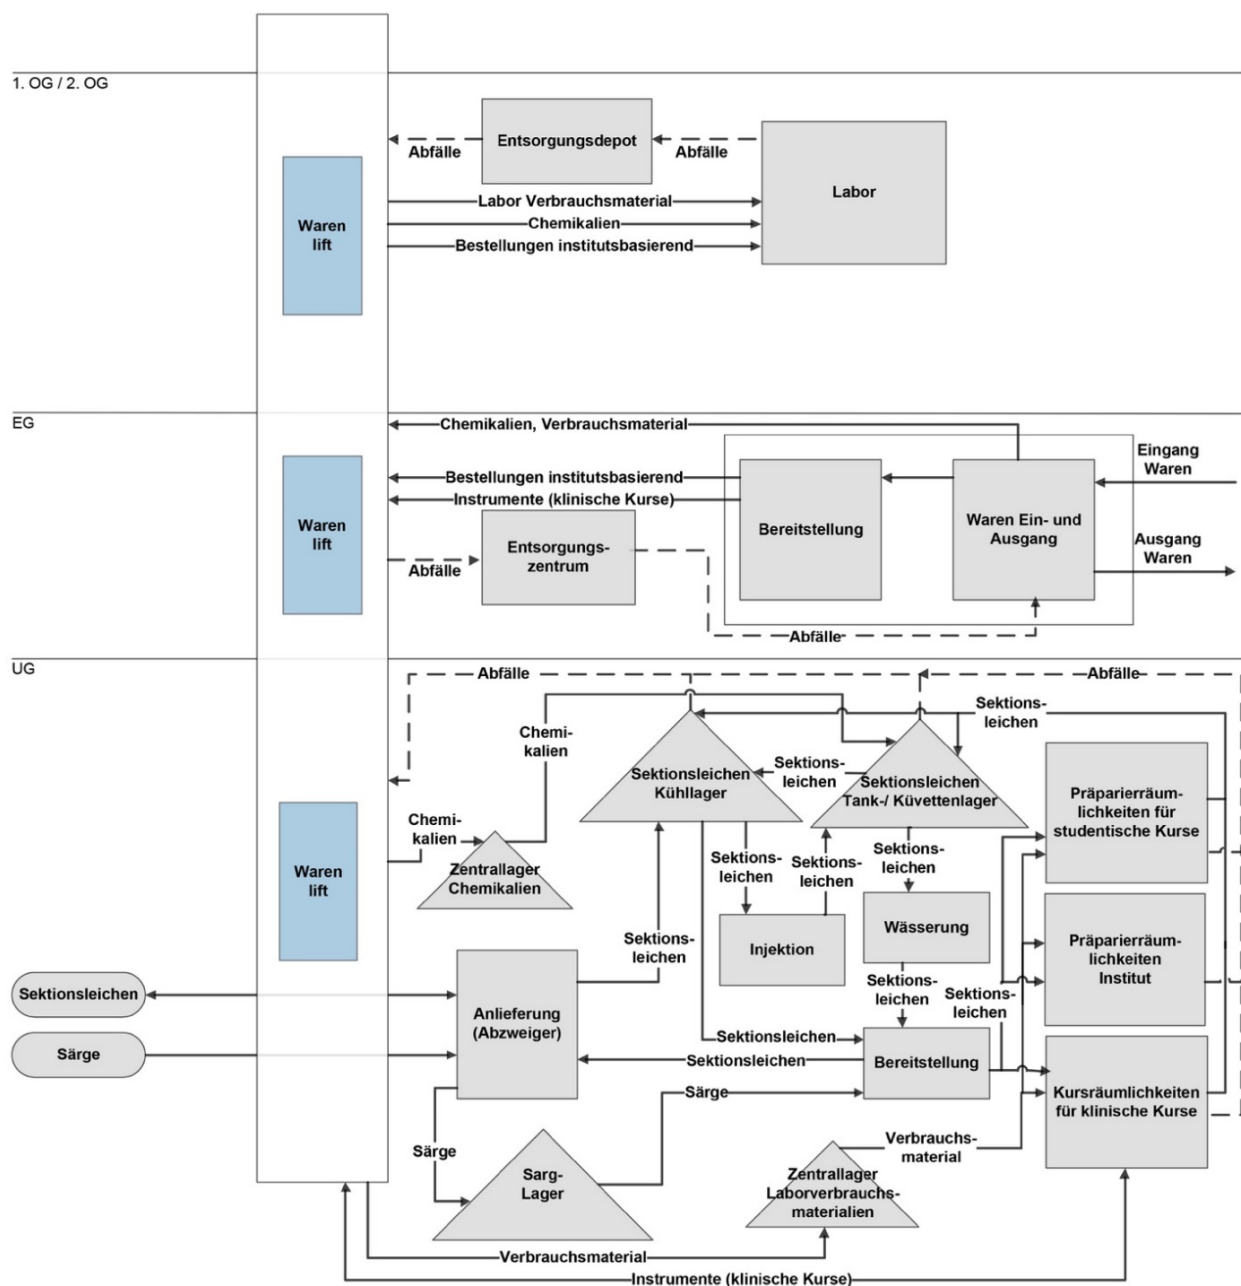 1. OG / 2. OG
Abfälle
Entsorgungsdepot
Abfälle
Labor
Labor Verbrauchsmaterial
Chemikalien
Bestellungen institutsbasierend
Waren
lift
EG
Chemikalien, Verbrauchsmaterial
Bestellungen institutsbasierend
Instrumente (klinische Kurse)
Waren
lift
Abfälle
Entsorgungs-
zentrum
Bereitstellung
Waren Ein- und
Ausgang
Eingang
Waren
Ausgang
Waren
Abfälle
UG
Abfälle
Abfälle
Chemi-
kalien
Sektions-
leichen
Sektionsleichen
Kühllager
Sektions-
leichen
Sektionsleichen
Tank-/ Küvettenlager
Präparierräum-
lichkeiten für
studentische Kurse
Chemi-
kalien
Zentrallager
Chemikalien
Waren
lift
Sektions-
leichen
Sektions-
leichen
Sektions-
leichen
Injektion
Wässerung
Präparierräum-
lichkeiten
Institut
Sektions-
leichen
Sektions-
leichen
Sektions-
leichen
Sektionsleichen
Särge
Anlieferung
(Abzweiger)
Sektionsleichen
Sektionsleichen
Bereitstellung
Kursräumlichkeiten
für klinische Kurse
Särge
Särge
Sarg-
Lager
Verbrauchs-
material
Zentrallager
Laborverbrauchs-
materialien
Verbrauchsmaterial
Instrumente (klinische Kurse)